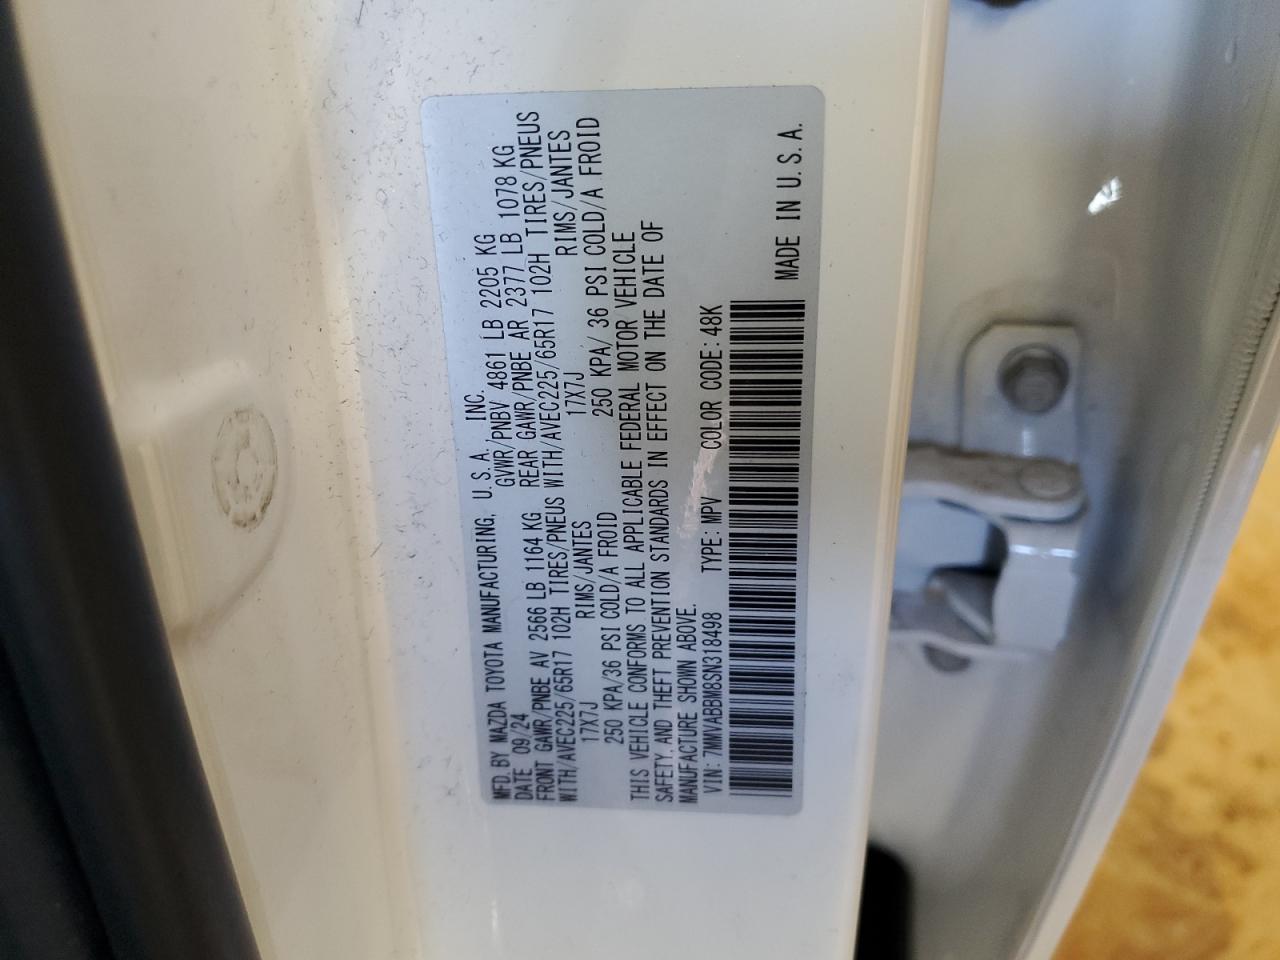 MFD. BY MAZDA TOYOTA MANUFACTURING, U.S.A., INC.
DATE 09/24 GVWR/PNBV 4861 LB 2205 KG
FRONT GAWR/PNBE AV 2566 LB 1164 KG REAR GAWR/PNBE AR 2377 LB 1078 KG
WITH/AVEC225/65R17 102H TIRES/PNEUS WITH/AVEC225/65R17 102H TIRES/PNEUS
17X7J RIMS/JANTES 17X7J RIMS/JANTES
250 KPA/36 PSI COLD/A FROID 250 KPA/ 36 PSI COLD/A FROID
THIS VEHICLE CONFORMS TO ALL APPLICABLE FEDERAL MOTOR VEHICLE
SAFETY, AND THEFT PREVENTION STANDARDS IN EFFECT ON THE DATE OF
MANUFACTURE SHOWN ABOVE.
VIN: 7MMVABBM8SN318498 TYPE: MPV COLOR CODE: 48K
MADE IN U.S.A.